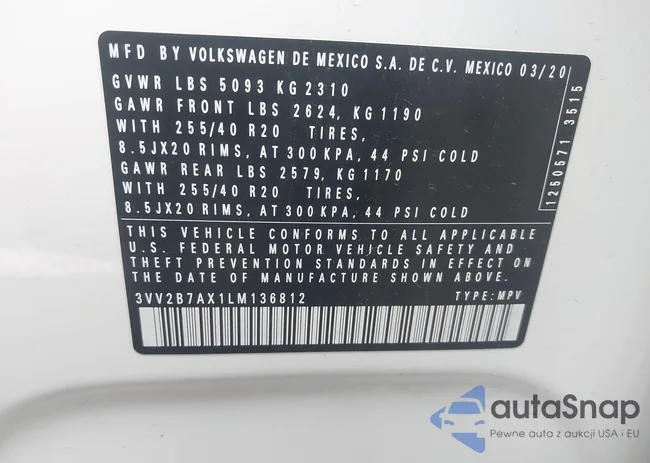 MFD BY VOLKSWAGEN DE MEXICO S.A. DE C.V. MEXICO 03/20
GVWR LBS 5093 KG 2310
GAWR FRONT LBS 2624, KG 1190
WITH 255/40 R20 TIRES,
8.5JX20 RIMS, AT 300 KPA, 44 PSI COLD
GAWR REAR LBS 2579, KG 1170
WITH 255/40 R20 TIRES,
8.5JX20 RIMS, AT 300 KPA, 44 PSI COLD
THIS VEHICLE CONFORMS TO ALL APPLICABLE
U.S. FEDERAL MOTOR VEHICLE SAFETY AND
THEFT PREVENTION STANDARDS IN EFFECT ON
THE DATE OF MANUFACTURE SHOWN ABOVE.
3VV2B7AX1LM136812 TYPE: MPV
1250571 3515
autaSnap
Pewne auta z aukcji USA i EU